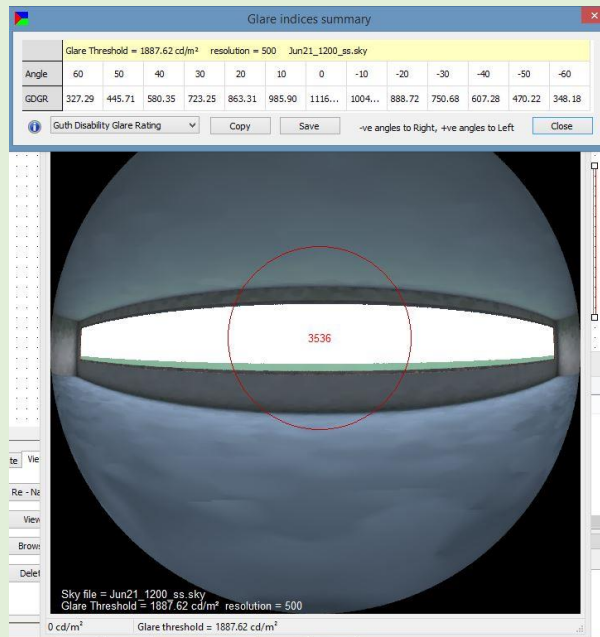 Glare indices summary
Glare Threshold = 1887.62 cd/m² resolution = 500 Jun21_1200_ss.sky
Angle 60 50 40 30 20 10 0 -10 -20 -30 -40 -50 -60
GDGR 327.29 445.71 580.35 723.25 863.31 985.90 1116... 1004... 888.72 750.68 607.28 470.22 348.18
Guth Disability Glare Rating Copy Save -ve angles to Right, +ve angles to Left Close
3536
te Vie
Re - Na
View
Brows
Delet
Sky file = Jun21_1200_ss.sky
Glare Threshold = 1887.62 cd/m² resolution = 500
0 cd/m² Glare threshold = 1887.62 cd/m²